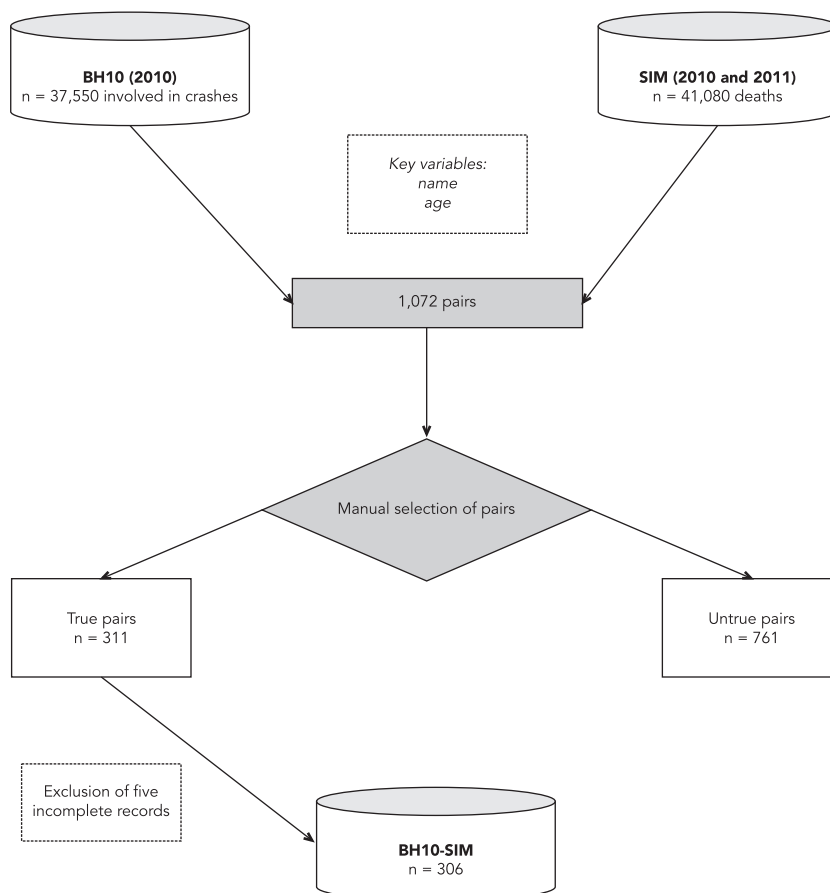 BH10 (2010)
n = 37,550 involved in crashes
SIM (2010 and 2011)
n = 41,080 deaths
Key variables:
name
age
1,072 pairs
Manual selection of pairs
True pairs
n = 311
Untrue pairs
n = 761
Exclusion of five
incomplete records
BH10-SIM
n = 306